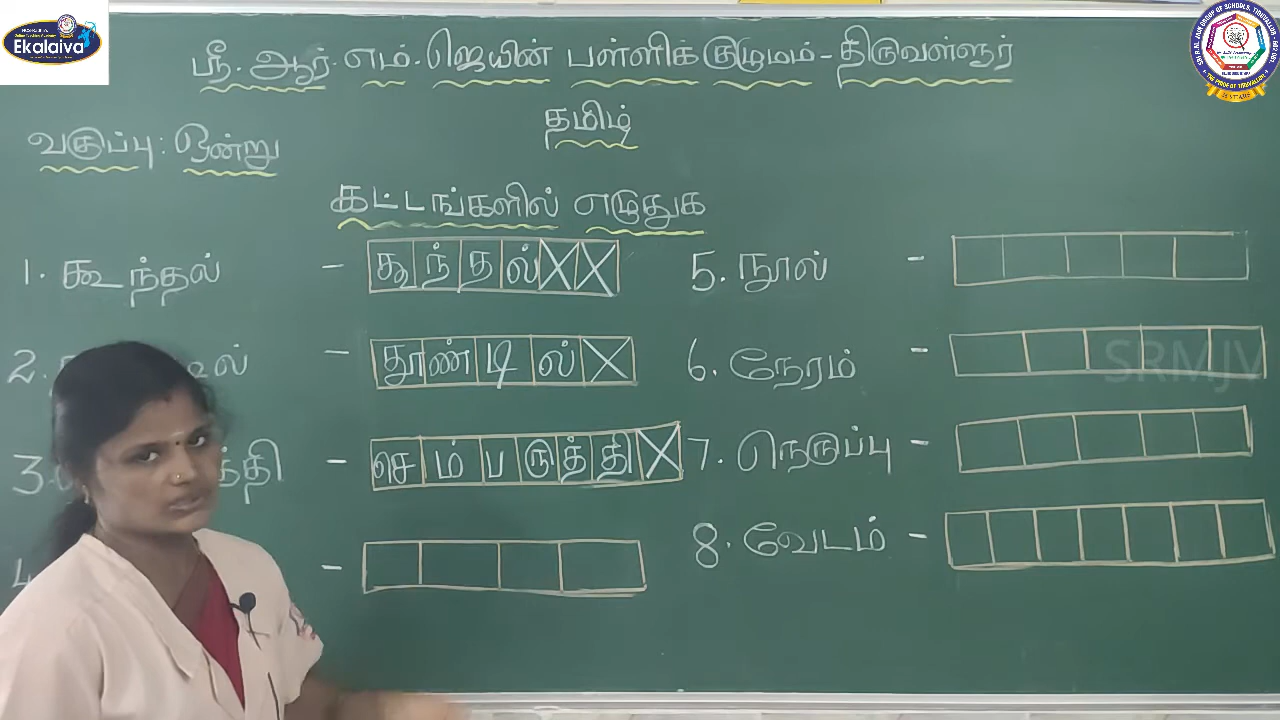 Ekalaiva
ஸ்ரீ. ஆர். எம். ஜெயின் பள்ளிக் குழுமம் - திருவள்ளூர்
தமிழ்
வகுப்பு : ஒன்று
கட்டங்களில் எழுதுக
1. கூந்தல் - கூ ந் த ல் X X
2. டில் - தூ ண் டி ல் X
3. த்தி - செ ம் ப ரு த் தி X
4. -
5. நூல் -
6. நேரம் -
7. நெருப்பு -
8. வேடம் -
SRMJV